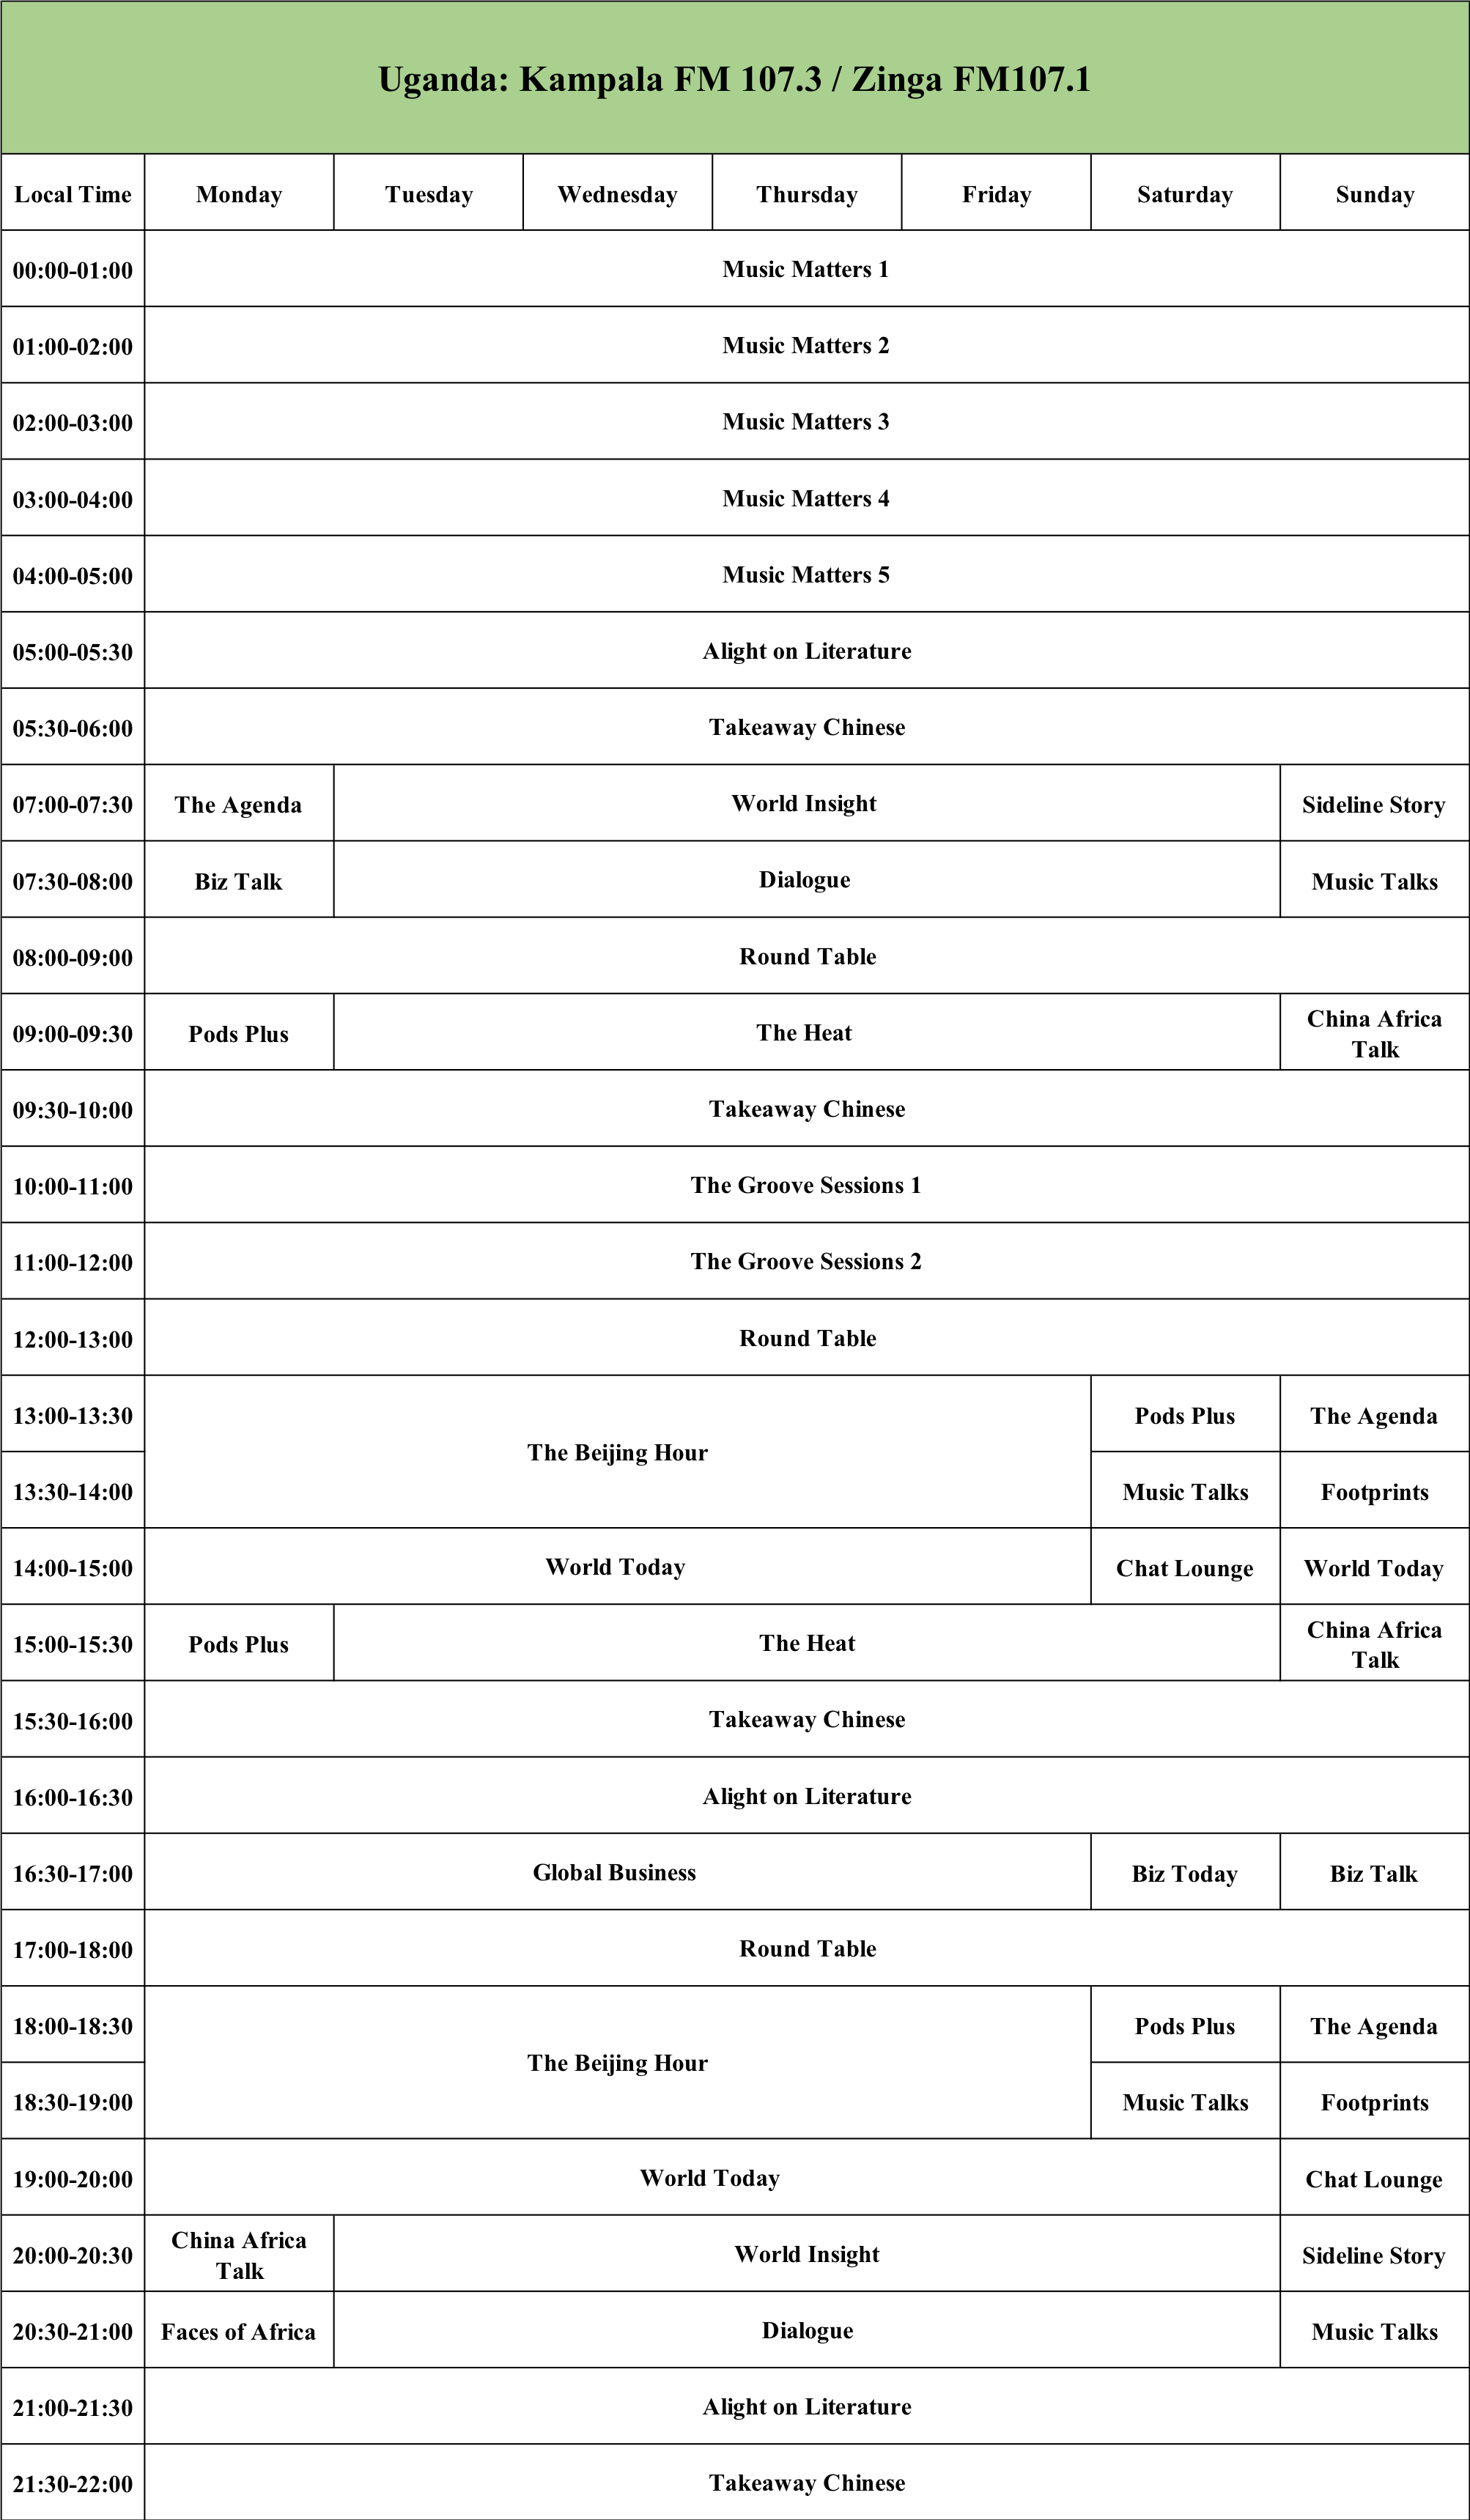 Uganda: Kampala FM 107.3 / Zinga FM107.1
Local Time Monday Tuesday Wednesday Thursday Friday Saturday Sunday
00:00-01:00 Music Matters 1
01:00-02:00 Music Matters 2
02:00-03:00 Music Matters 3
03:00-04:00 Music Matters 4
04:00-05:00 Music Matters 5
05:00-05:30 Alight on Literature
05:30-06:00 Takeaway Chinese
07:00-07:30 The Agenda World Insight Sideline Story
07:30-08:00 Biz Talk Dialogue Music Talks
08:00-09:00 Round Table
09:00-09:30 Pods Plus The Heat China Africa
Talk
09:30-10:00 Takeaway Chinese
10:00-11:00 The Groove Sessions 1
11:00-12:00 The Groove Sessions 2
12:00-13:00 Round Table
13:00-13:30 Pods Plus The Agenda
The Beijing Hour
13:30-14:00 Music Talks Footprints
14:00-15:00 World Today Chat Lounge World Today
15:00-15:30 Pods Plus The Heat China Africa
Talk
15:30-16:00 Takeaway Chinese
16:00-16:30 Alight on Literature
16:30-17:00 Global Business Biz Today Biz Talk
17:00-18:00 Round Table
18:00-18:30 Pods Plus The Agenda
The Beijing Hour
18:30-19:00 Music Talks Footprints
19:00-20:00 World Today Chat Lounge
20:00-20:30 China Africa
Talk World Insight Sideline Story
20:30-21:00 Faces of Africa Dialogue Music Talks
21:00-21:30 Alight on Literature
21:30-22:00 Takeaway Chinese